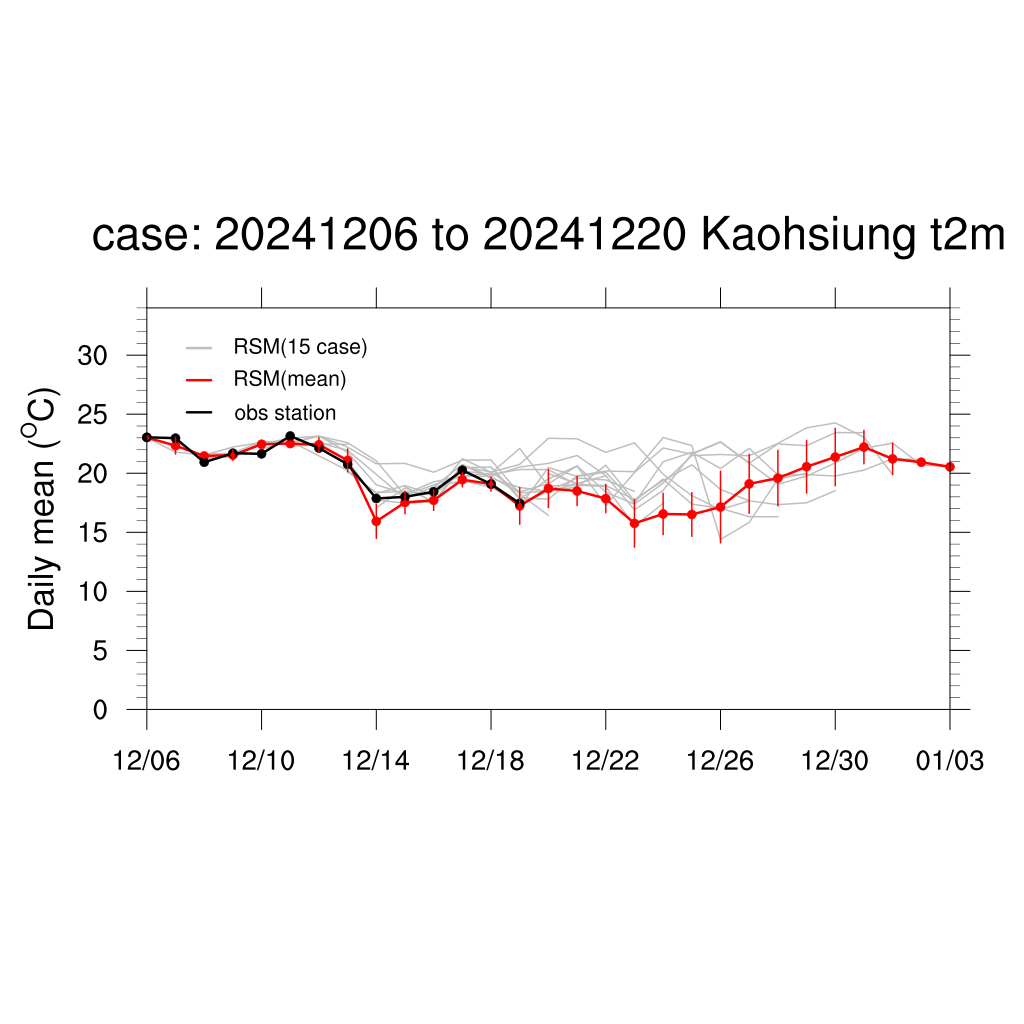 case: 20241206 to 20241220 Kaohsiung t2m
RSM(15 case)
RSM(mean)
obs station
Daily mean (°C)
30
25
20
15
10
5
0
12/06 12/10 12/14 12/18 12/22 12/26 12/30 01/03